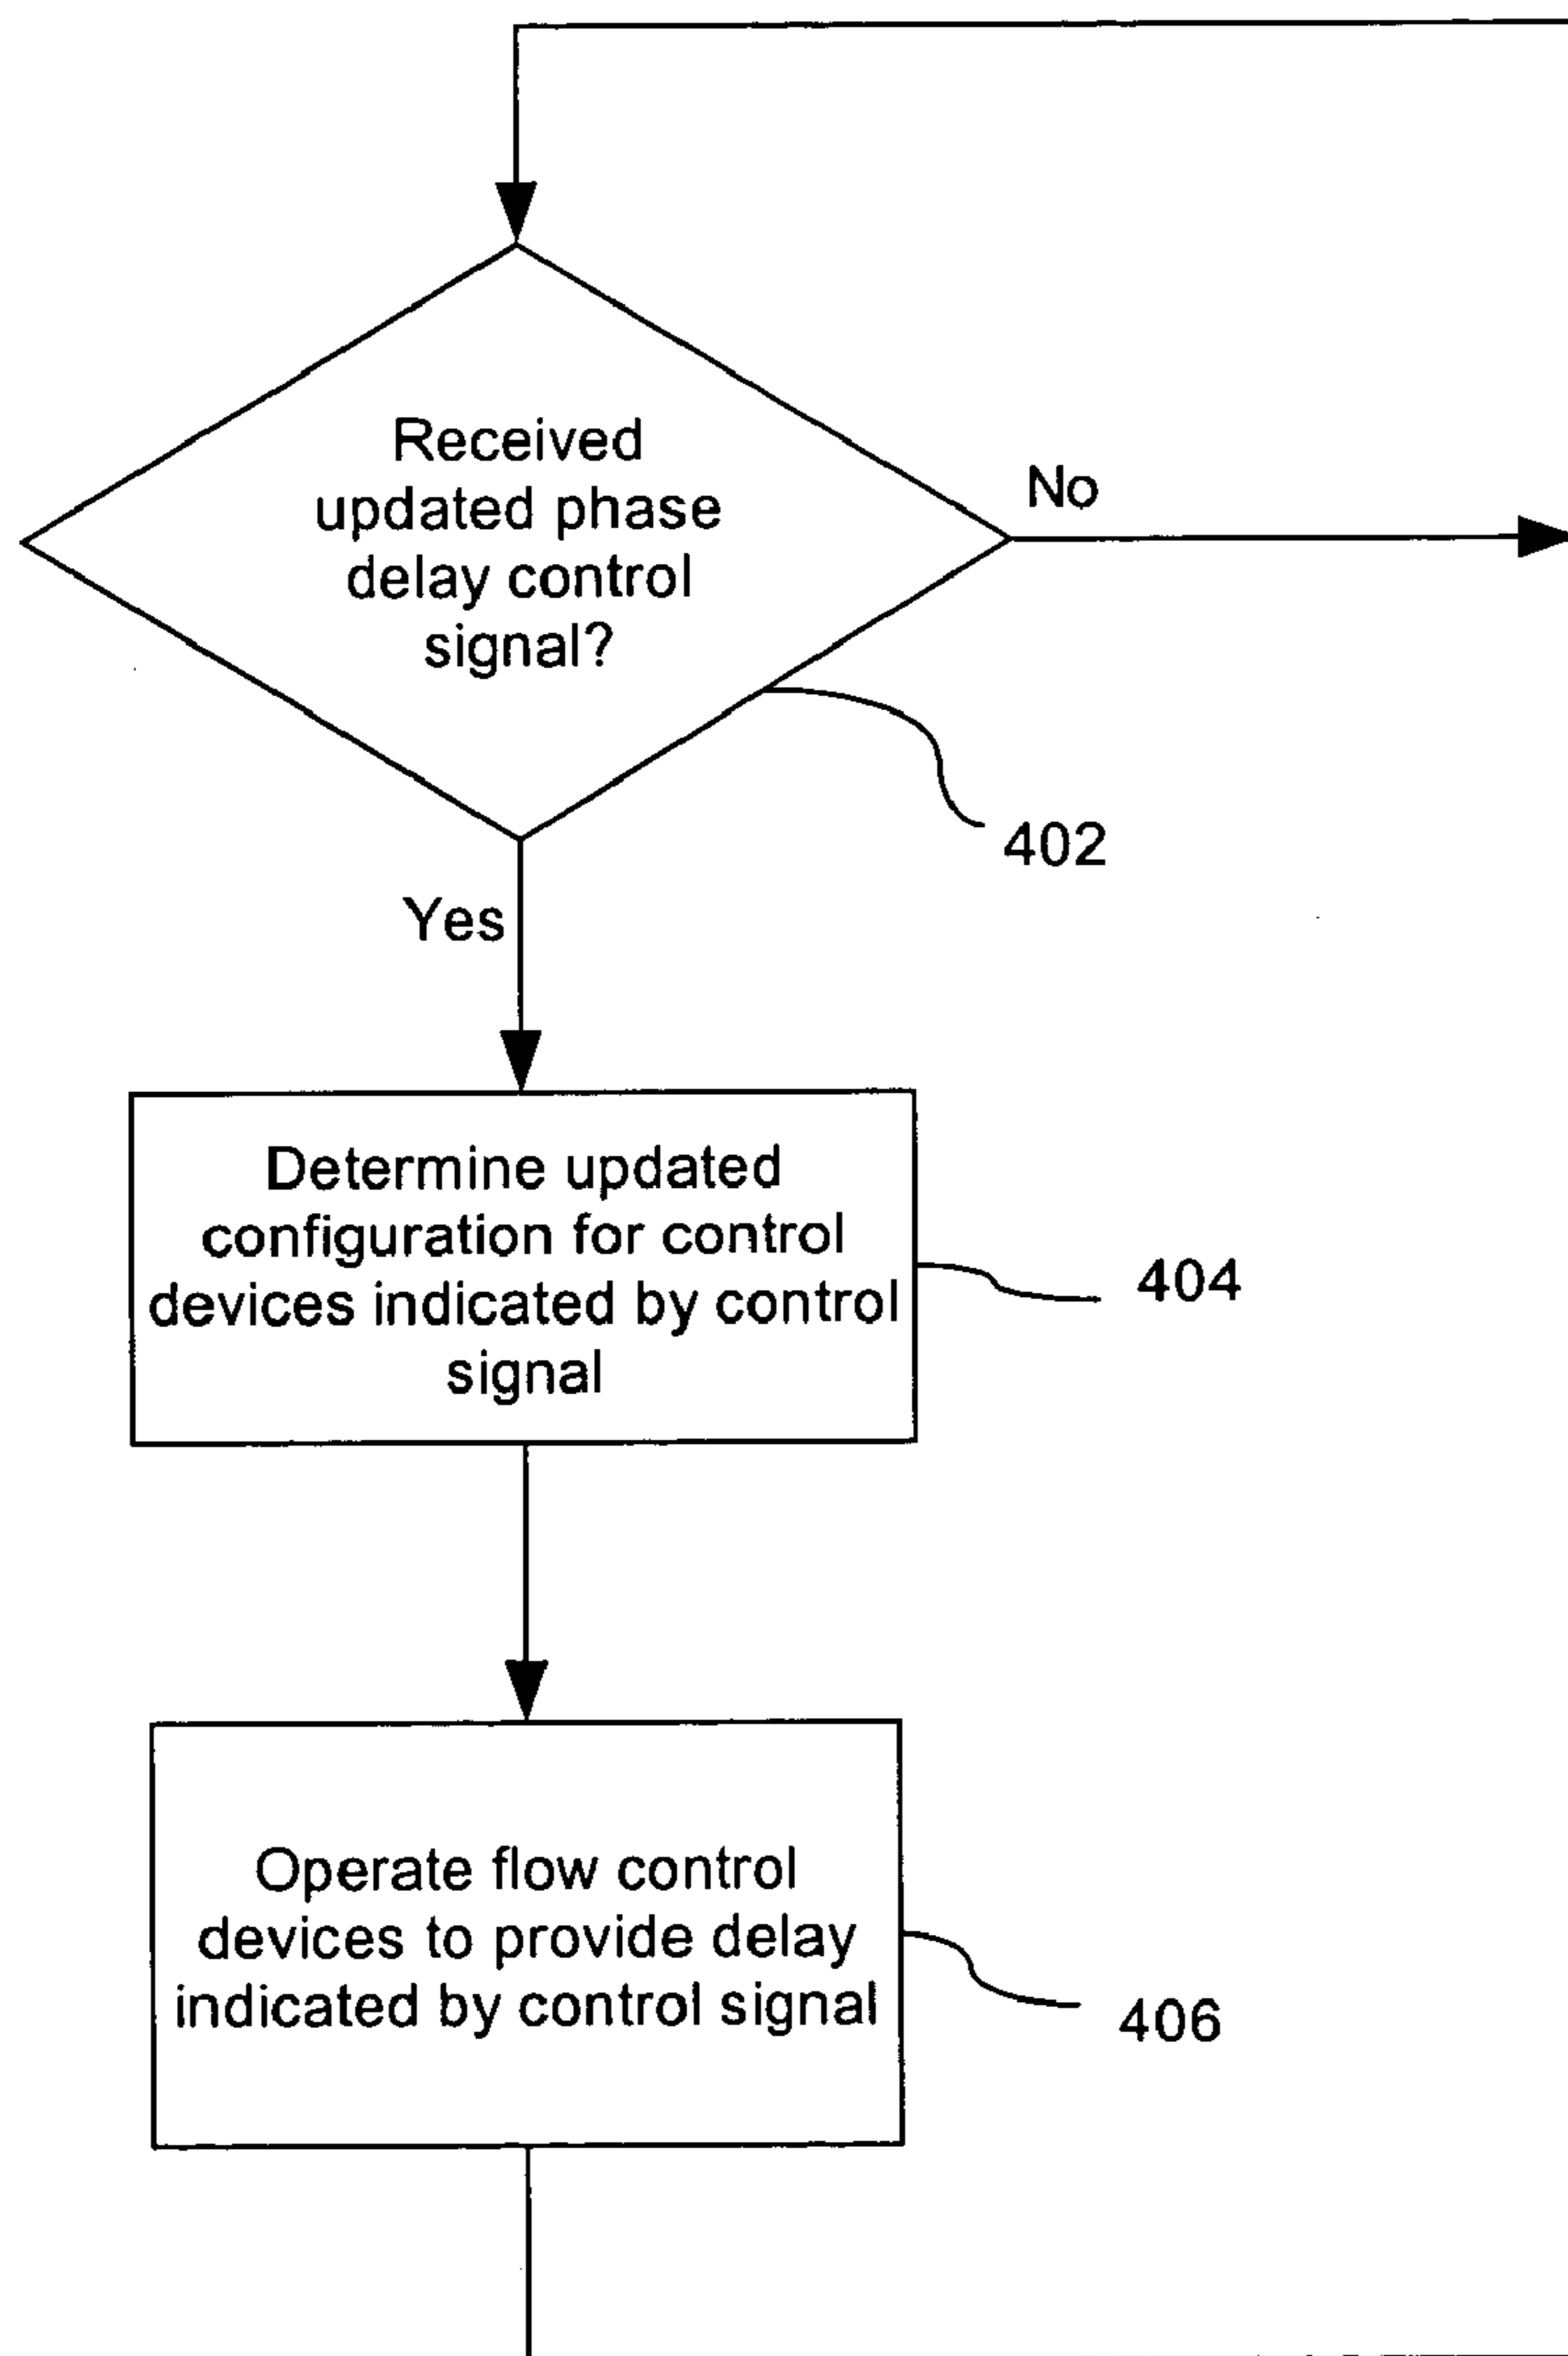 Received
updated phase
delay control
signal?
No
402
Yes
Determine updated
configuration for control
devices indicated by control
signal
404
Operate flow control
devices to provide delay
indicated by control signal
406